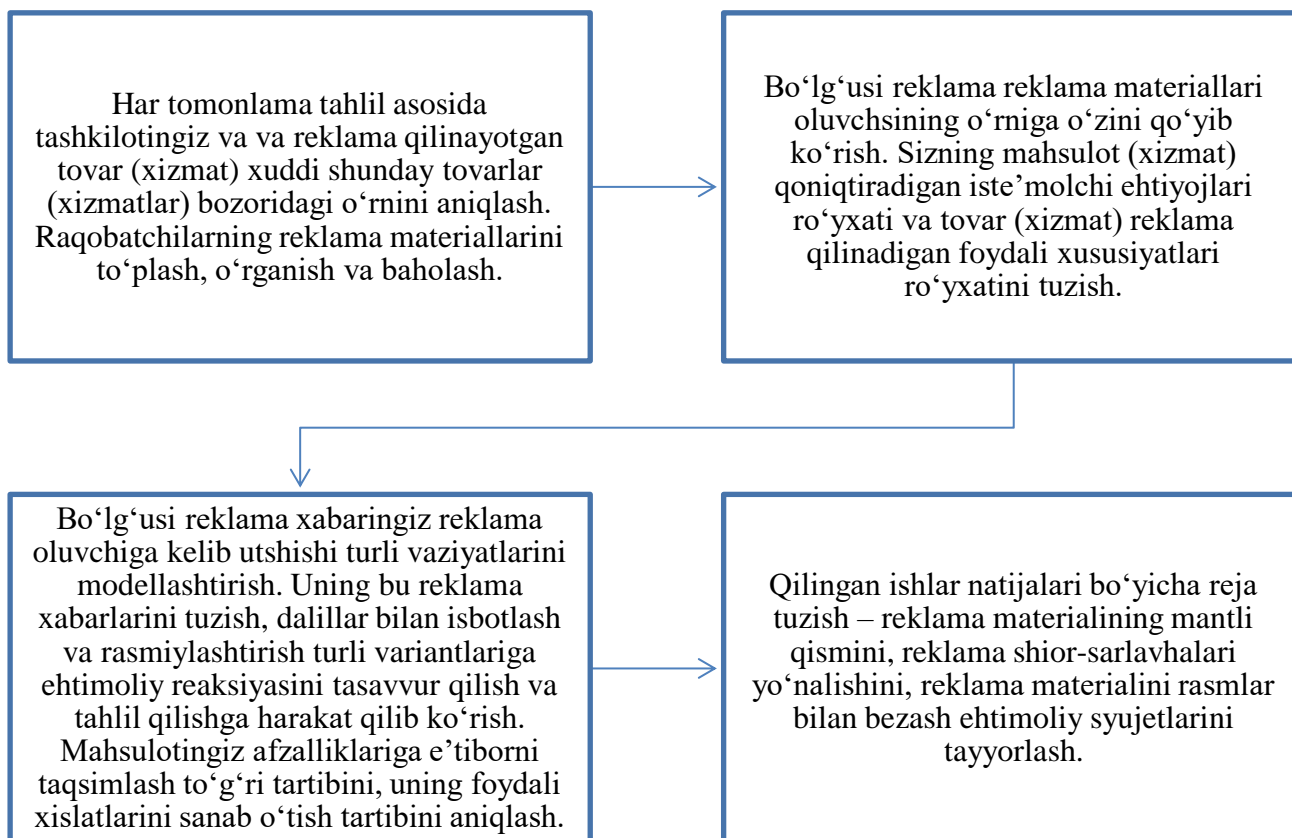 Har tomonlama tahlil asosida
tashkilotingiz va va reklama qilinayotgan
tovar (xizmat) xuddi shunday tovarlar
(xizmatlar) bozoridagi o‘rnini aniqlash.
Raqobatchilarning reklama materiallarini
to‘plash, o‘rganish va baholash.
Bo‘lg‘usi reklama reklama materiallari
oluvchsining o‘rniga o‘zini qo‘yib
ko‘rish. Sizning mahsulot (xizmat)
qoniqtiradigan iste’molchi ehtiyojlari
ro‘yxati va tovar (xizmat) reklama
qilinadigan foydali xususiyatlari
ro‘yxatini tuzish.
Bo‘lg‘usi reklama xabaringiz reklama
oluvchiga kelib utshishi turli vaziyatlarini
modellashtirish. Uning bu reklama
xabarlarini tuzish, dalillar bilan isbotlash
va rasmiylashtirish turli variantlariga
ehtimoliy reaksiyasini tasavvur qilish va
tahlil qilishga harakat qilib ko‘rish.
Mahsulotingiz afzalliklariga e’tiborni
taqsimlash to‘g‘ri tartibini, uning foydali
xislatlarini sanab o‘tish tartibini aniqlash.
Qilingan ishlar natijalari bo‘yicha reja
tuzish – reklama materialining mantli
qismini, reklama shior-sarlavhalari
yo‘nalishini, reklama materialini rasmlar
bilan bezash ehtimoliy syujetlarini
tayyorlash.